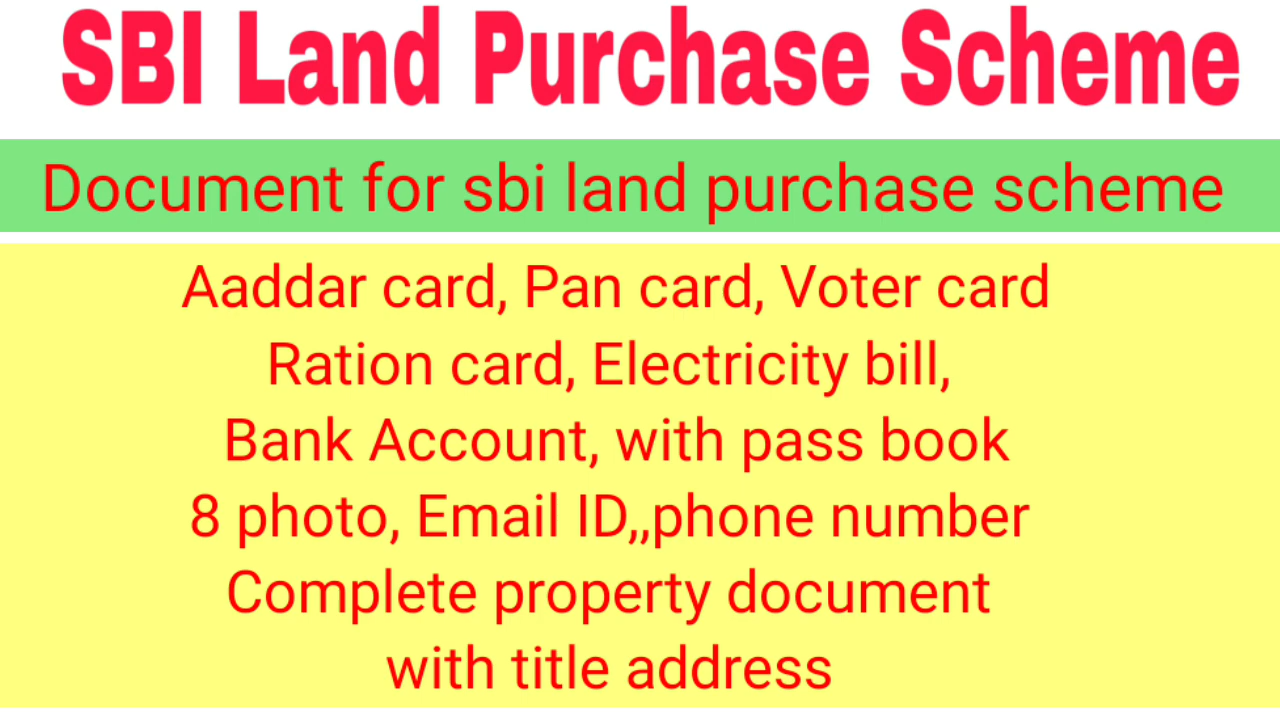 SBI Land Purchase Scheme
Document for sbi land purchase scheme
Aaddar card, Pan card, Voter card
Ration card, Electricity bill,
Bank Account, with pass book
8 photo, Email ID,,phone number
Complete property document
with title address